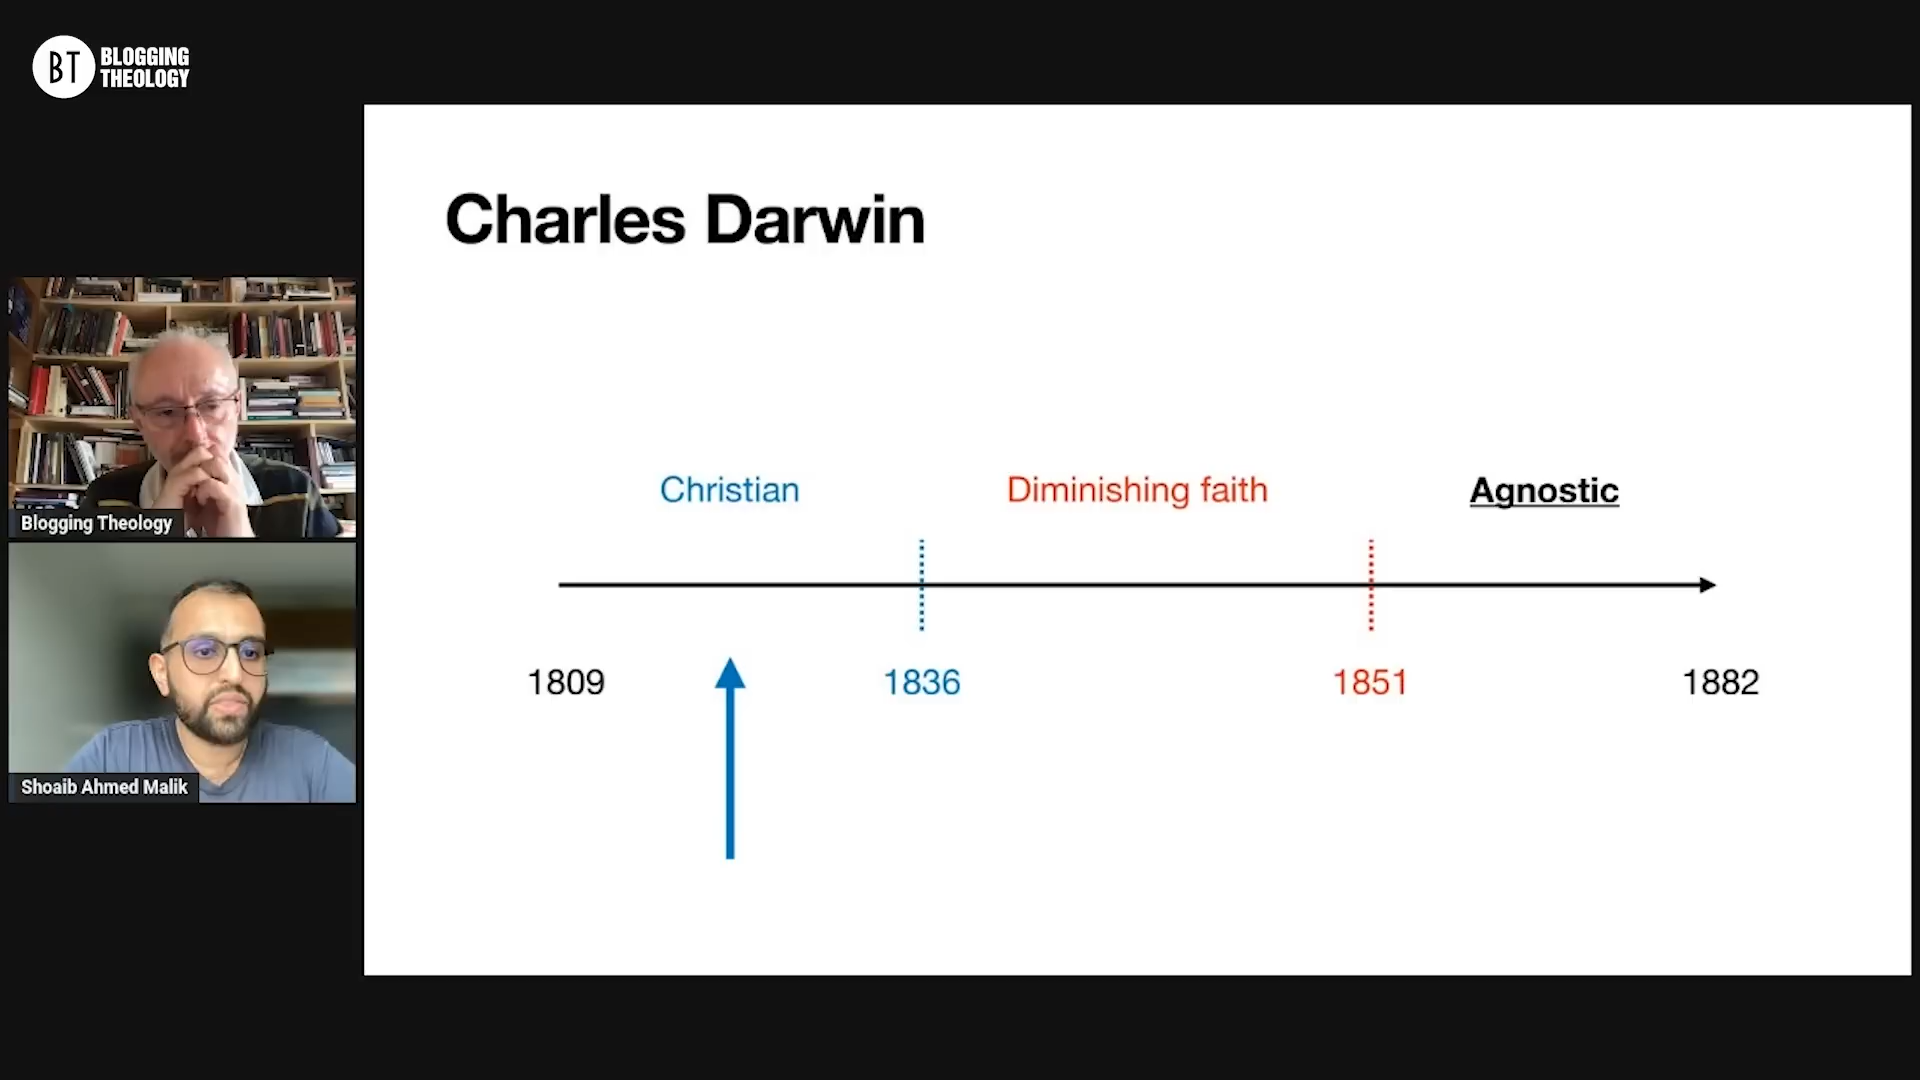 BT BLOGGING
THEOLOGY
Charles Darwin
Christian Diminishing faith Agnostic
1809 1836 1851 1882
Blogging Theology
Shoaib Ahmed Malik